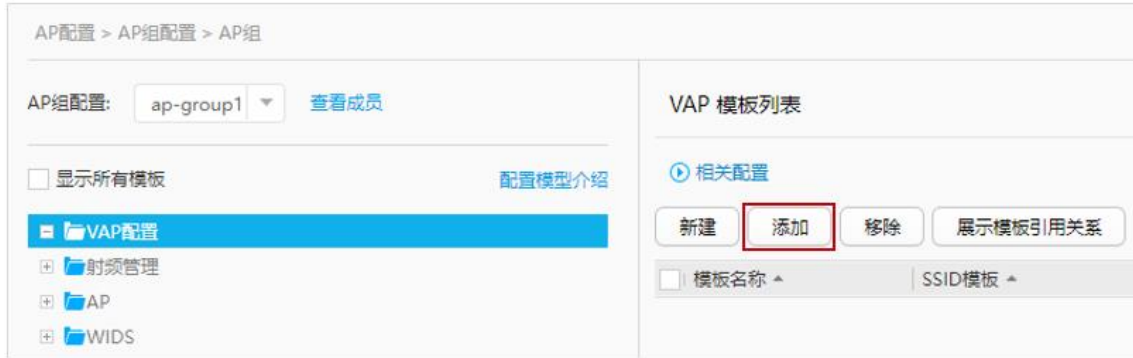 AP配置 > AP组配置 > AP组
AP组配置: ap-group1 查看成员
显示所有模板 配置模型介绍
VAP配置
射频管理
AP
WIDS
VAP 模板列表
相关配置
新建 添加 移除 展示模板引用关系
模板名称 SSID模板